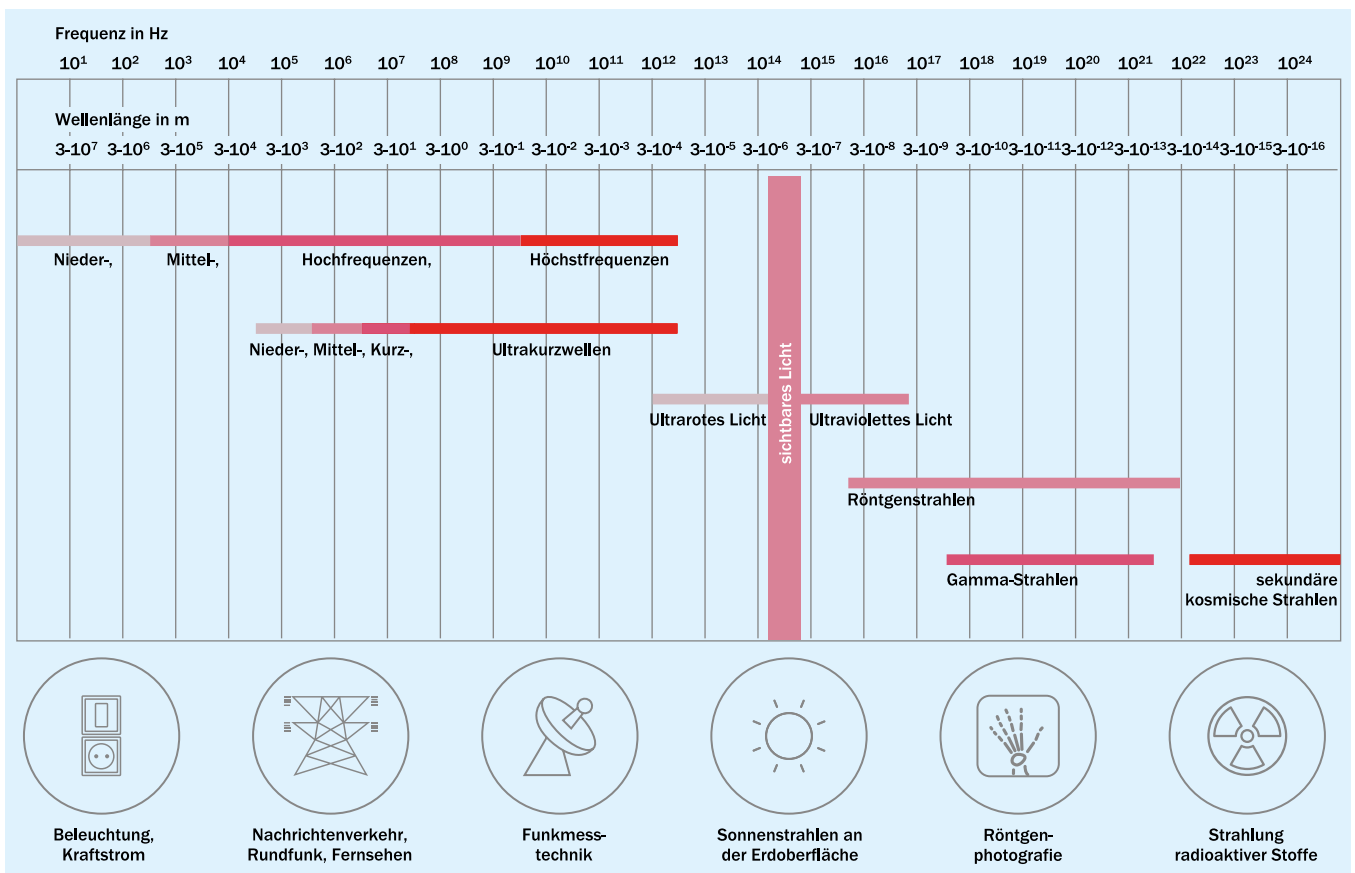 Frequenz in Hz
10¹ 10² 10³ 10⁴ 10⁵ 10⁶ 10⁷ 10⁸ 10⁹ 10¹⁰ 10¹¹ 10¹² 10¹³ 10¹⁴ 10¹⁵ 10¹⁶ 10¹⁷ 10¹⁸ 10¹⁹ 10²⁰ 10²¹ 10²² 10²³ 10²⁴
Wellenlänge in m
3-10⁷ 3-10⁶ 3-10⁵ 3-10⁴ 3-10³ 3-10² 3-10¹ 3-10⁰ 3-10⁻¹ 3-10⁻² 3-10⁻³ 3-10⁻⁴ 3-10⁻⁵ 3-10⁻⁶ 3-10⁻⁷ 3-10⁻⁸ 3-10⁻⁹ 3-10⁻¹⁰ 3-10⁻¹¹ 3-10⁻¹² 3-10⁻¹³ 3-10⁻¹⁴ 3-10⁻¹⁵ 3-10⁻¹⁶
Nieder-, Mittel-, Hochfrequenzen, Höchstfrequenzen
Nieder-, Mittel-, Kurz-, Ultrakurzwellen
sichtbares Licht
Ultrarotes Licht Ultraviolettes Licht
Röntgenstrahlen
Gamma-Strahlen sekundäre
kosmische Strahlen
Beleuchtung,
Kraftstrom
Nachrichtenverkehr,
Rundfunk, Fernsehen
Funkmess-
technik
Sonnenstrahlen an
der Erdoberfläche
Röntgen-
photografie
Strahlung
radioaktiver Stoffe